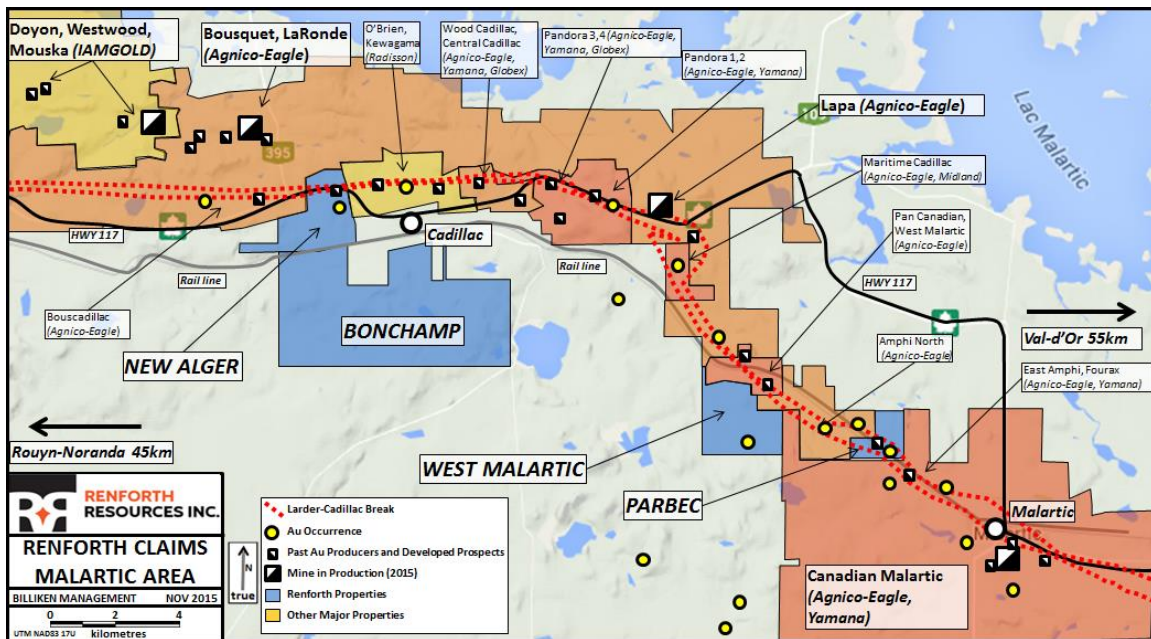 Doyon, Westwood,
Mouska (IAMGOLD)
Bousquet, LaRonde
(Agnico-Eagle)
O'Brien,
Kewagama
(Radisson)
Wood Cadillac,
Central Cadillac
(Agnico-Eagle,
Yamana, Globex)
Pandora 3,4 (Agnico-Eagle,
Yamana, Globex)
Pandora 1,2
(Agnico-Eagle, Yamana)
Lapa (Agnico-Eagle)
Lac Malartic
395
Maritime Cadillac
(Agnico-Eagle, Midland)
Pan Canadian,
West Malartic
(Agnico-Eagle)
HWY 117
Cadillac
Rail line
Rail line
HWY 117
Bouscadillac
(Agnico-Eagle)
BONCHAMP
NEW ALGER
Amphi North
(Agnico-Eagle)
Val-d'Or 55km
East Amphi, Fourax
(Agnico-Eagle, Yamana)
Rouyn-Noranda 45km
WEST MALARTIC
PARBEC
Malartic
Canadian Malartic
(Agnico-Eagle,
Yamana)
RENFORTH
RESOURCES INC.
RENFORTH CLAIMS
MALARTIC AREA
BILLIKEN MANAGEMENT NOV 2015
0 2 4
UTM NAD83 17U kilometres
N
true
Larder-Cadillac Break
Au Occurrence
Past Au Producers and Developed Prospects
Mine in Production (2015)
Renforth Properties
Other Major Properties